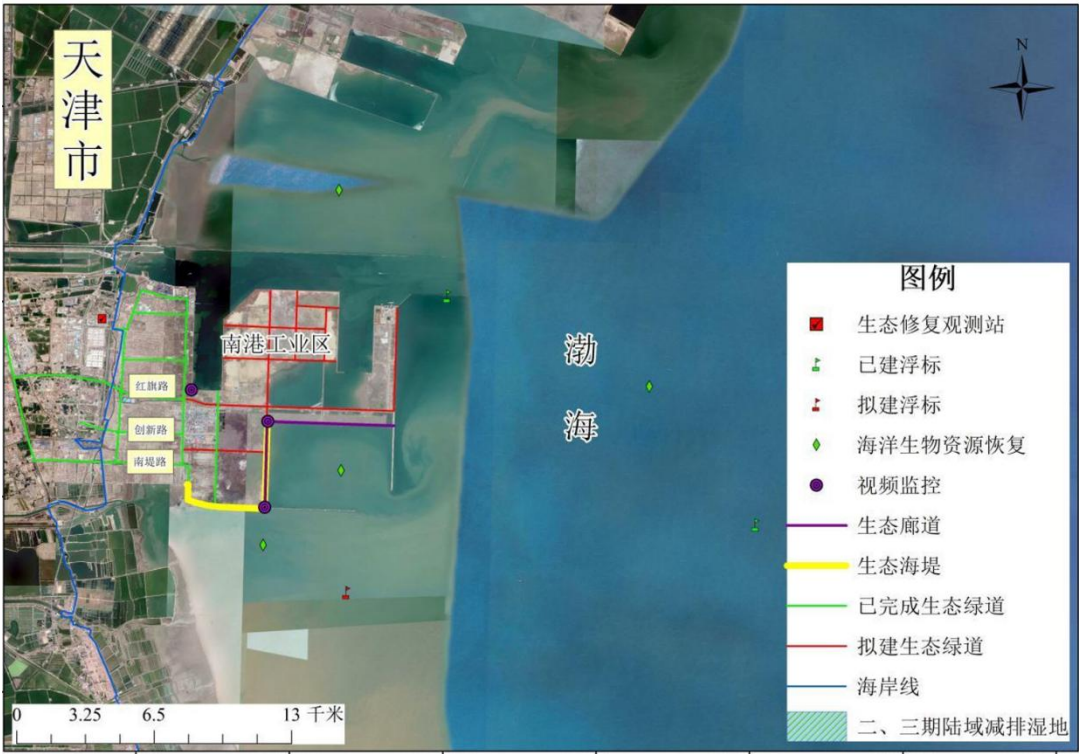 天津市
N
南港工业区
渤海
红旗路
创新路
南堤路
图例
生态修复观测站
已建浮标
拟建浮标
海洋生物资源恢复
视频监控
生态廊道
生态海堤
已完成生态绿道
拟建生态绿道
海岸线
二、三期陆域减排湿地
0 3.25 6.5 13 千米